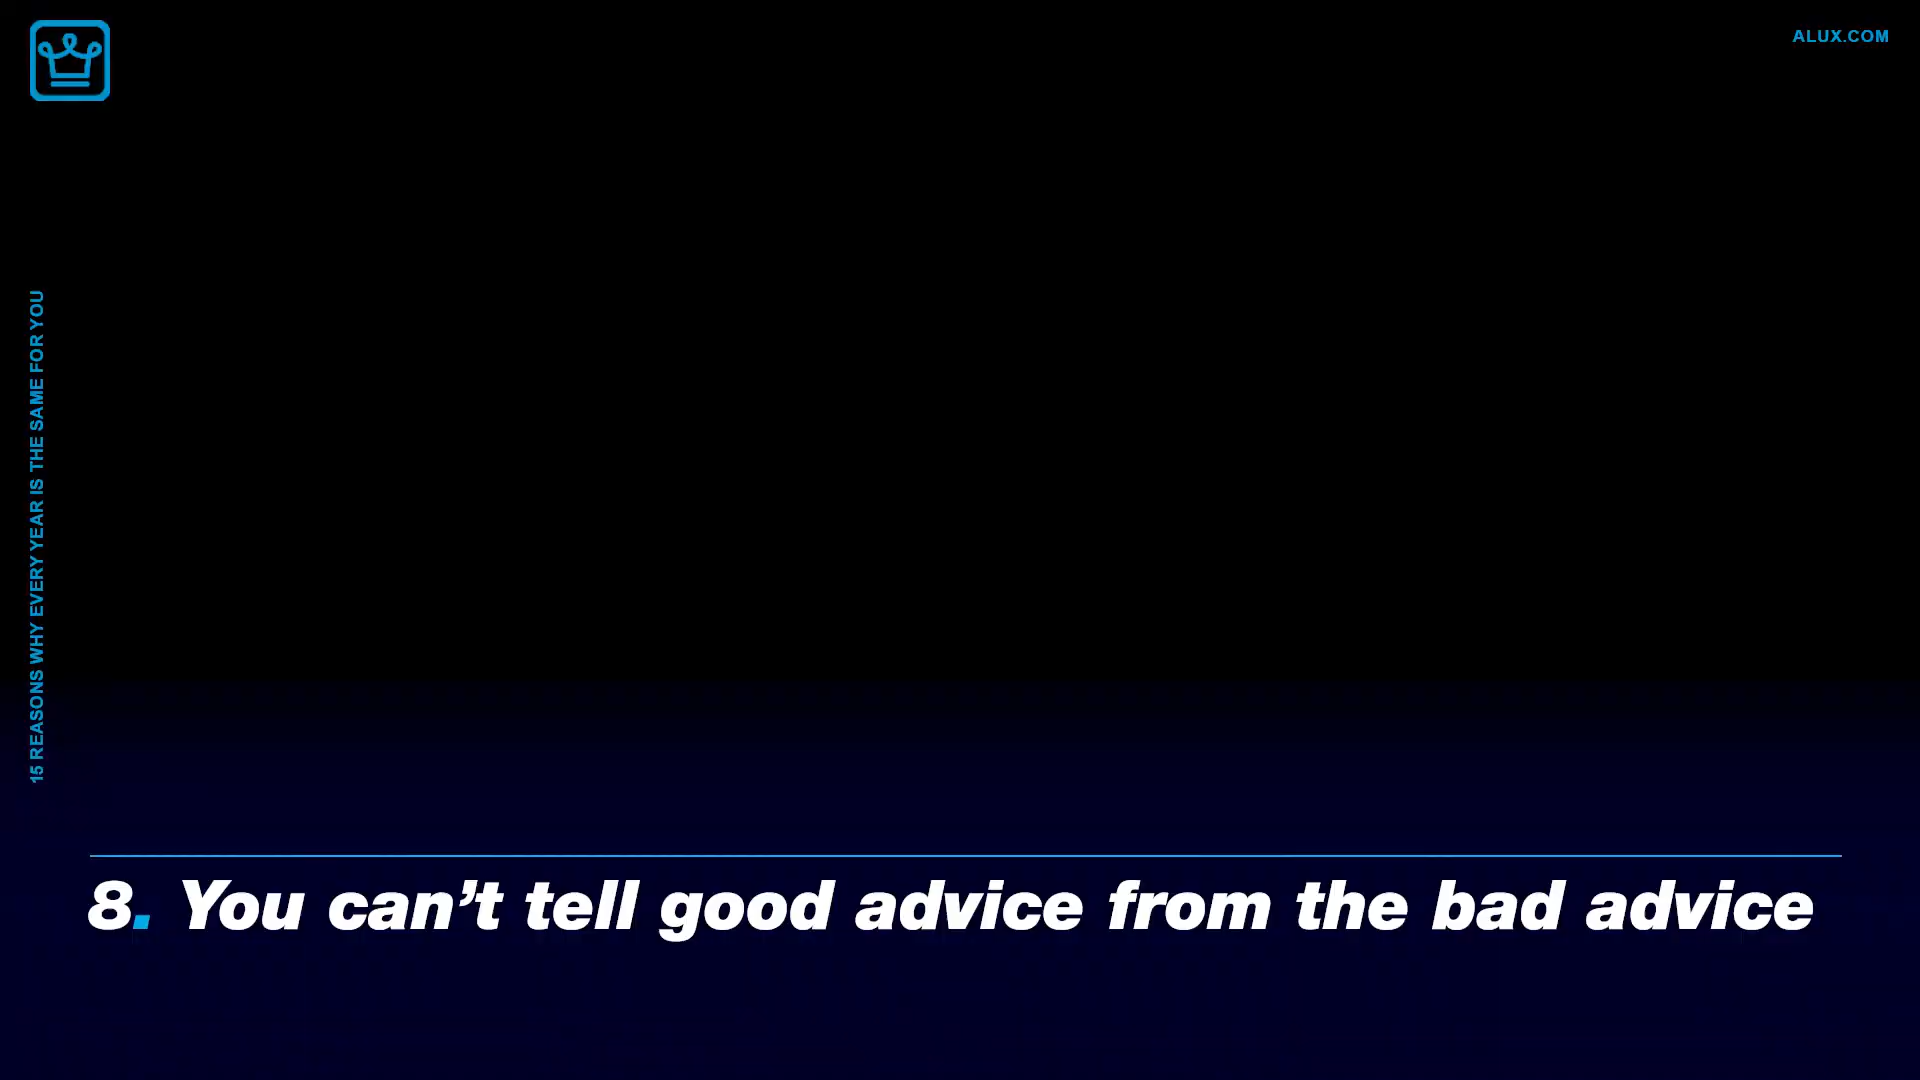 ALUX.COM
15 REASONS WHY EVERY YEAR IS THE SAME FOR YOU
8. You can’t tell good advice from the bad advice